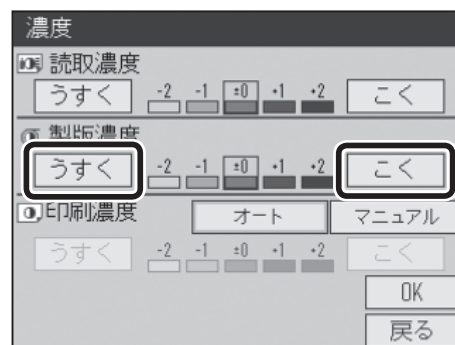 濃度
読取濃度
うすく -2 -1 ±0 +1 +2 こく
製版濃度
うすく -2 -1 ±0 +1 +2 こく
印刷濃度 オート マニュアル
うすく -2 -1 ±0 +1 +2 こく
OK
戻る